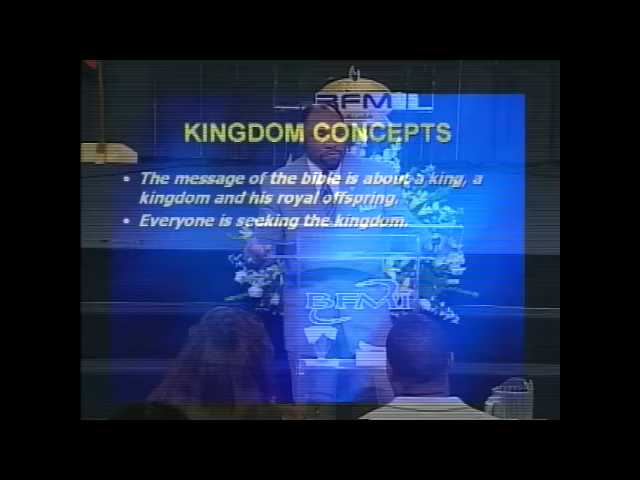 BFM
KINGDOM CONCEPTS
• The message of the bible is about a king, a
kingdom and his royal offspring.
• Everyone is seeking the kingdom.
BFMI